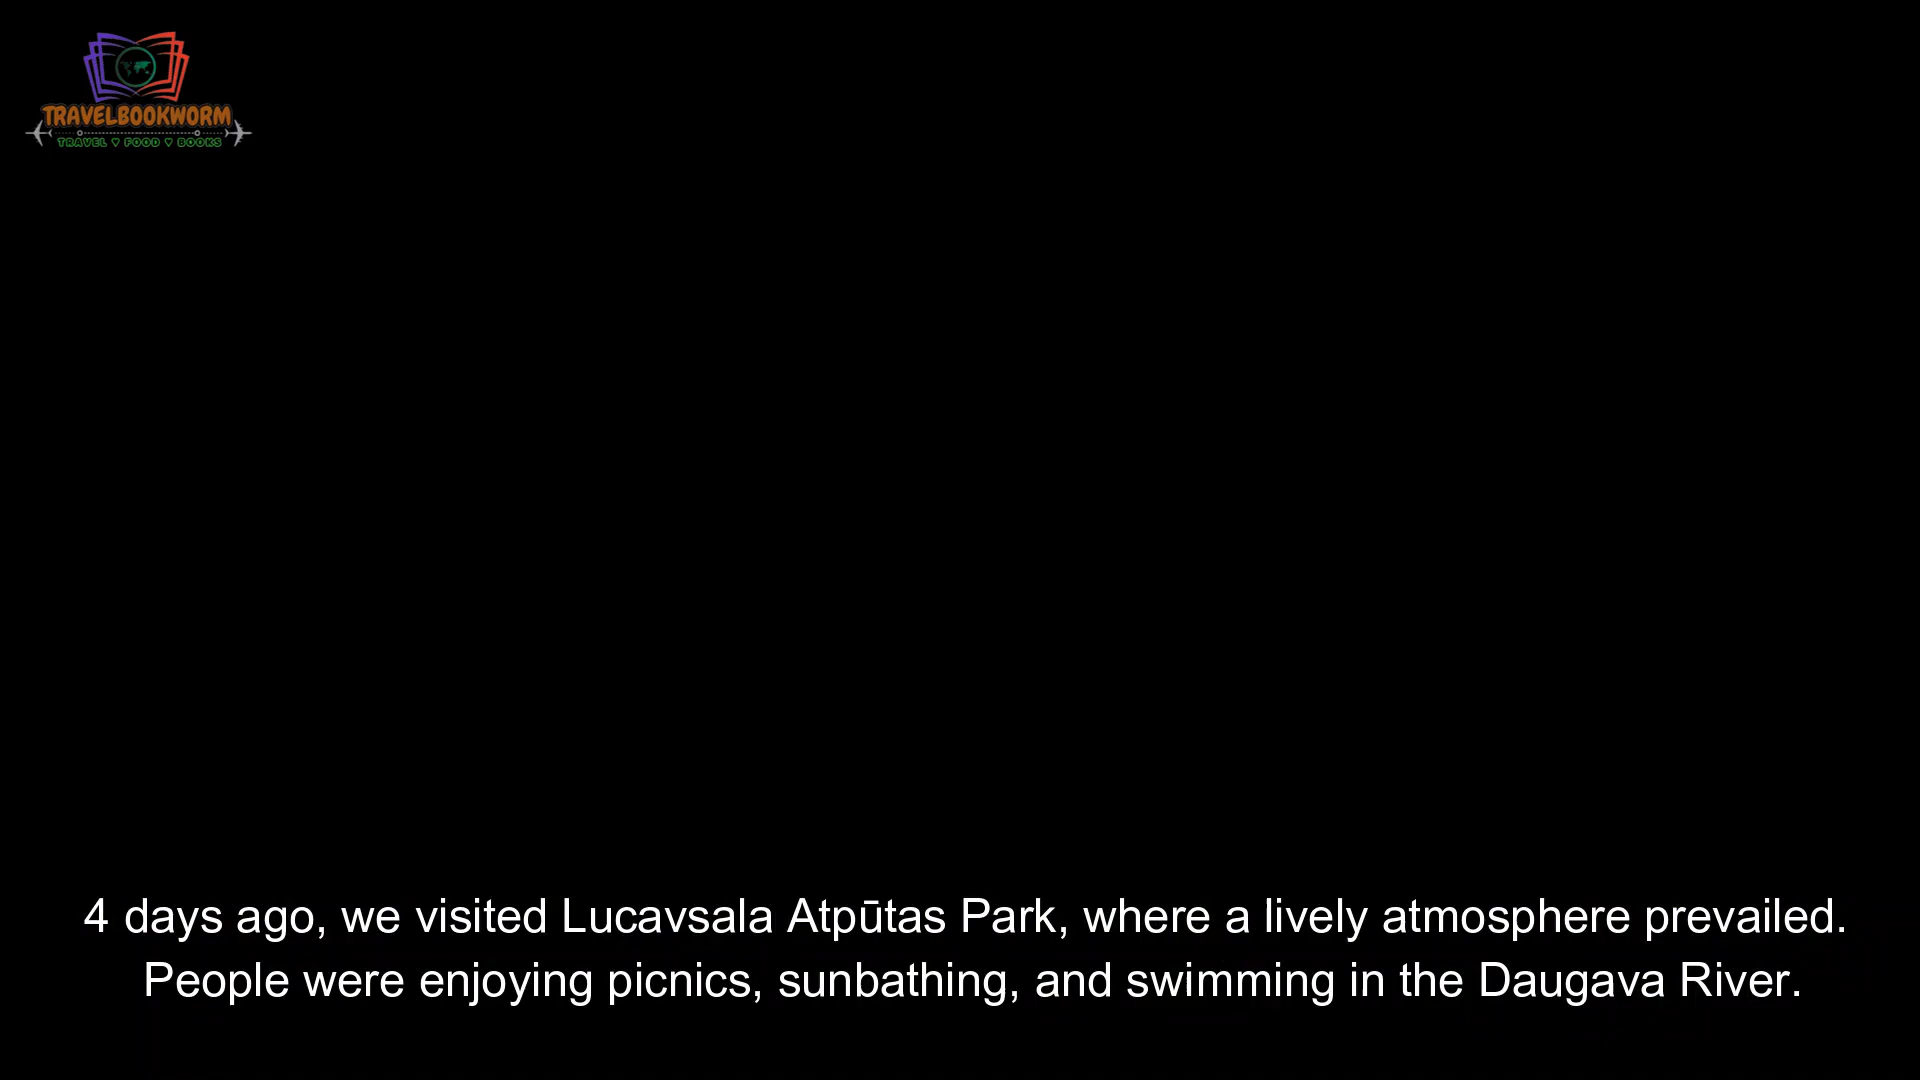 TRAVELBOOKWORM
TRAVEL ♥ FOOD ♥ BOOKS
4 days ago, we visited Lucavsala Atpūtas Park, where a lively atmosphere prevailed.
People were enjoying picnics, sunbathing, and swimming in the Daugava River.